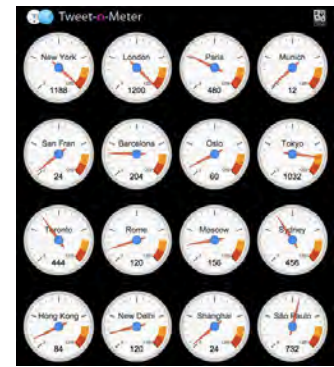 Tweet-o-Meter
New York London Paris Munich
1188 1200 480 12
San Fran Barcelona Oslo Tokyo
24 204 60 1032
Toronto Rome Moscow Sydney
444 120 156 456
Hong Kong New Delhi Shanghai São Paulo
84 120 24 732